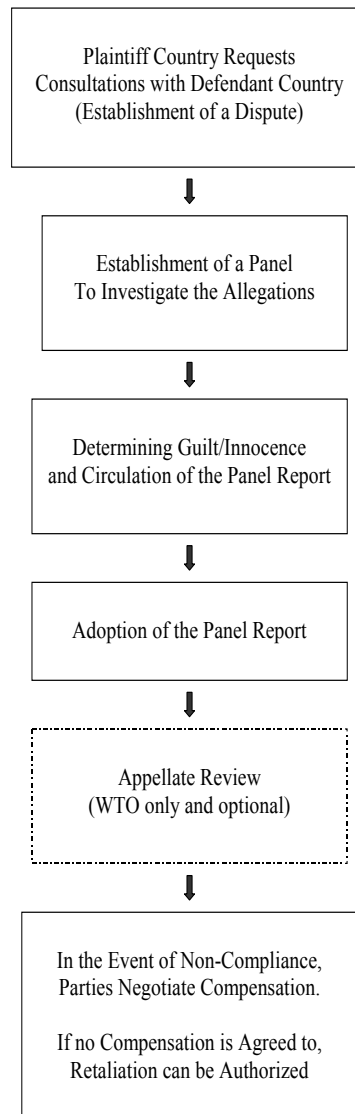 Plaintiff Country Requests
Consultations with Defendant Country
(Establishment of a Dispute)
Establishment of a Panel
To Investigate the Allegations
Determining Guilt/Innocence
and Circulation of the Panel Report
Adoption of the Panel Report
Appellate Review
(WTO only and optional)
In the Event of Non-Compliance,
Parties Negotiate Compensation.
If no Compensation is Agreed to,
Retaliation can be Authorized